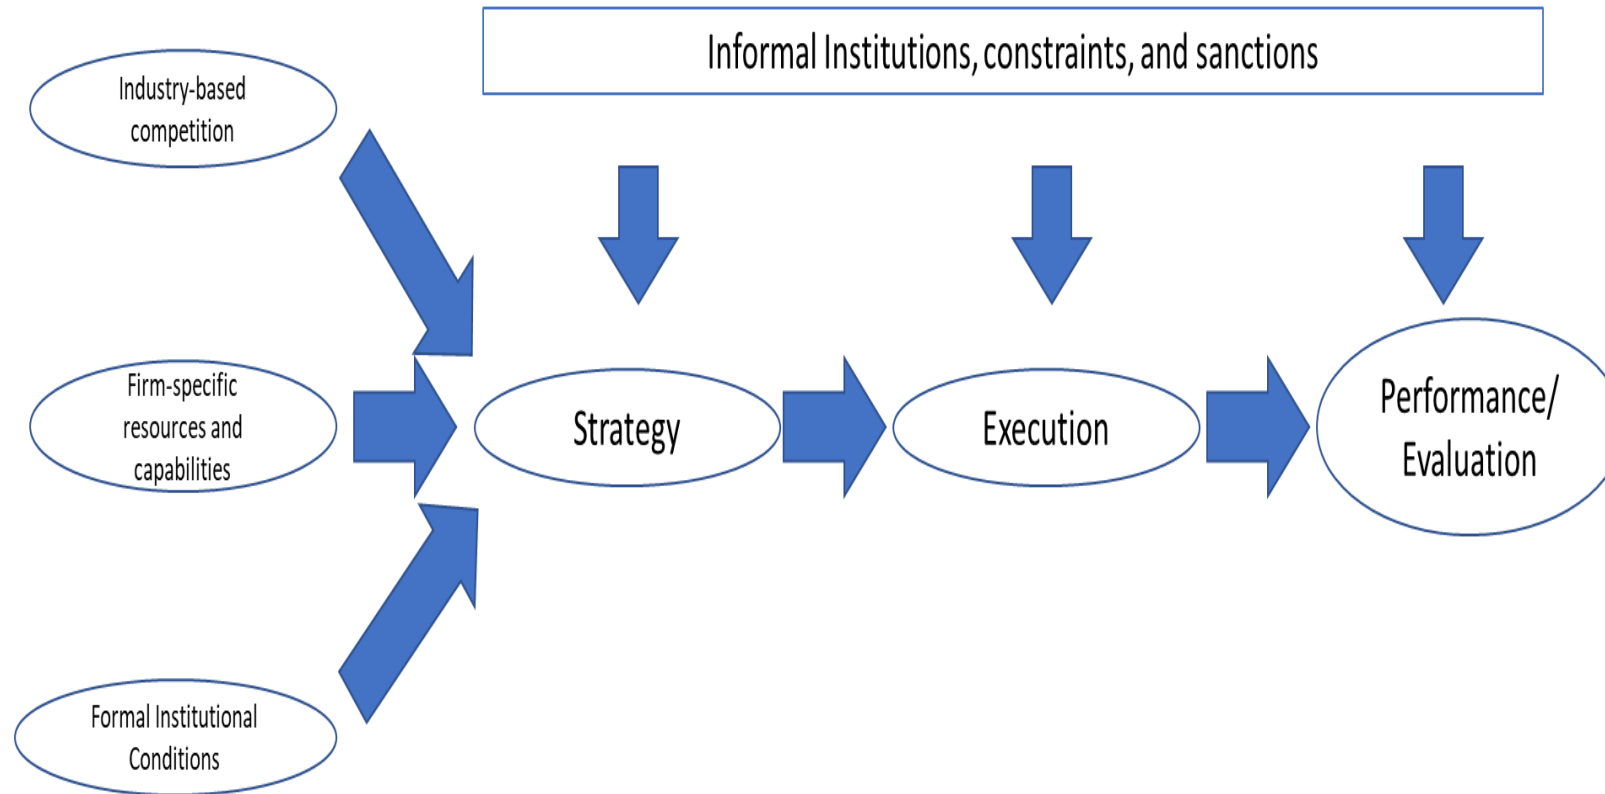 Informal Institutions, constraints, and sanctions
Industry-based
competition
Firm-specific
resources and
capabilities
Formal Institutional
Conditions
Strategy
Execution
Performance/
Evaluation